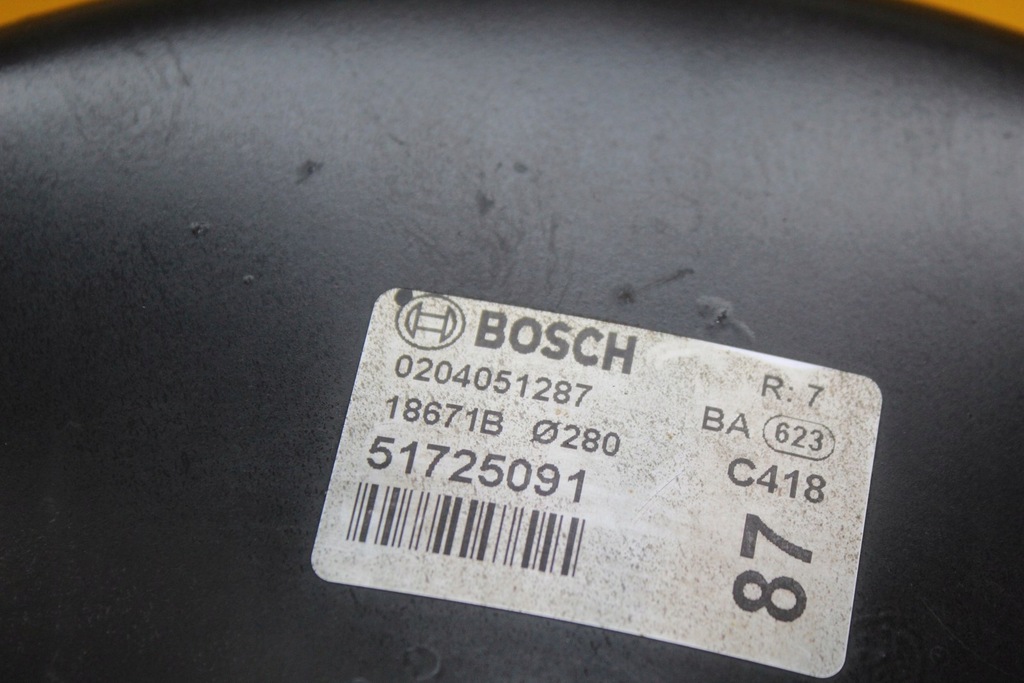 BOSCH
0204051287
18671B Ø280
51725091
R: 7
BA 623
C418
87